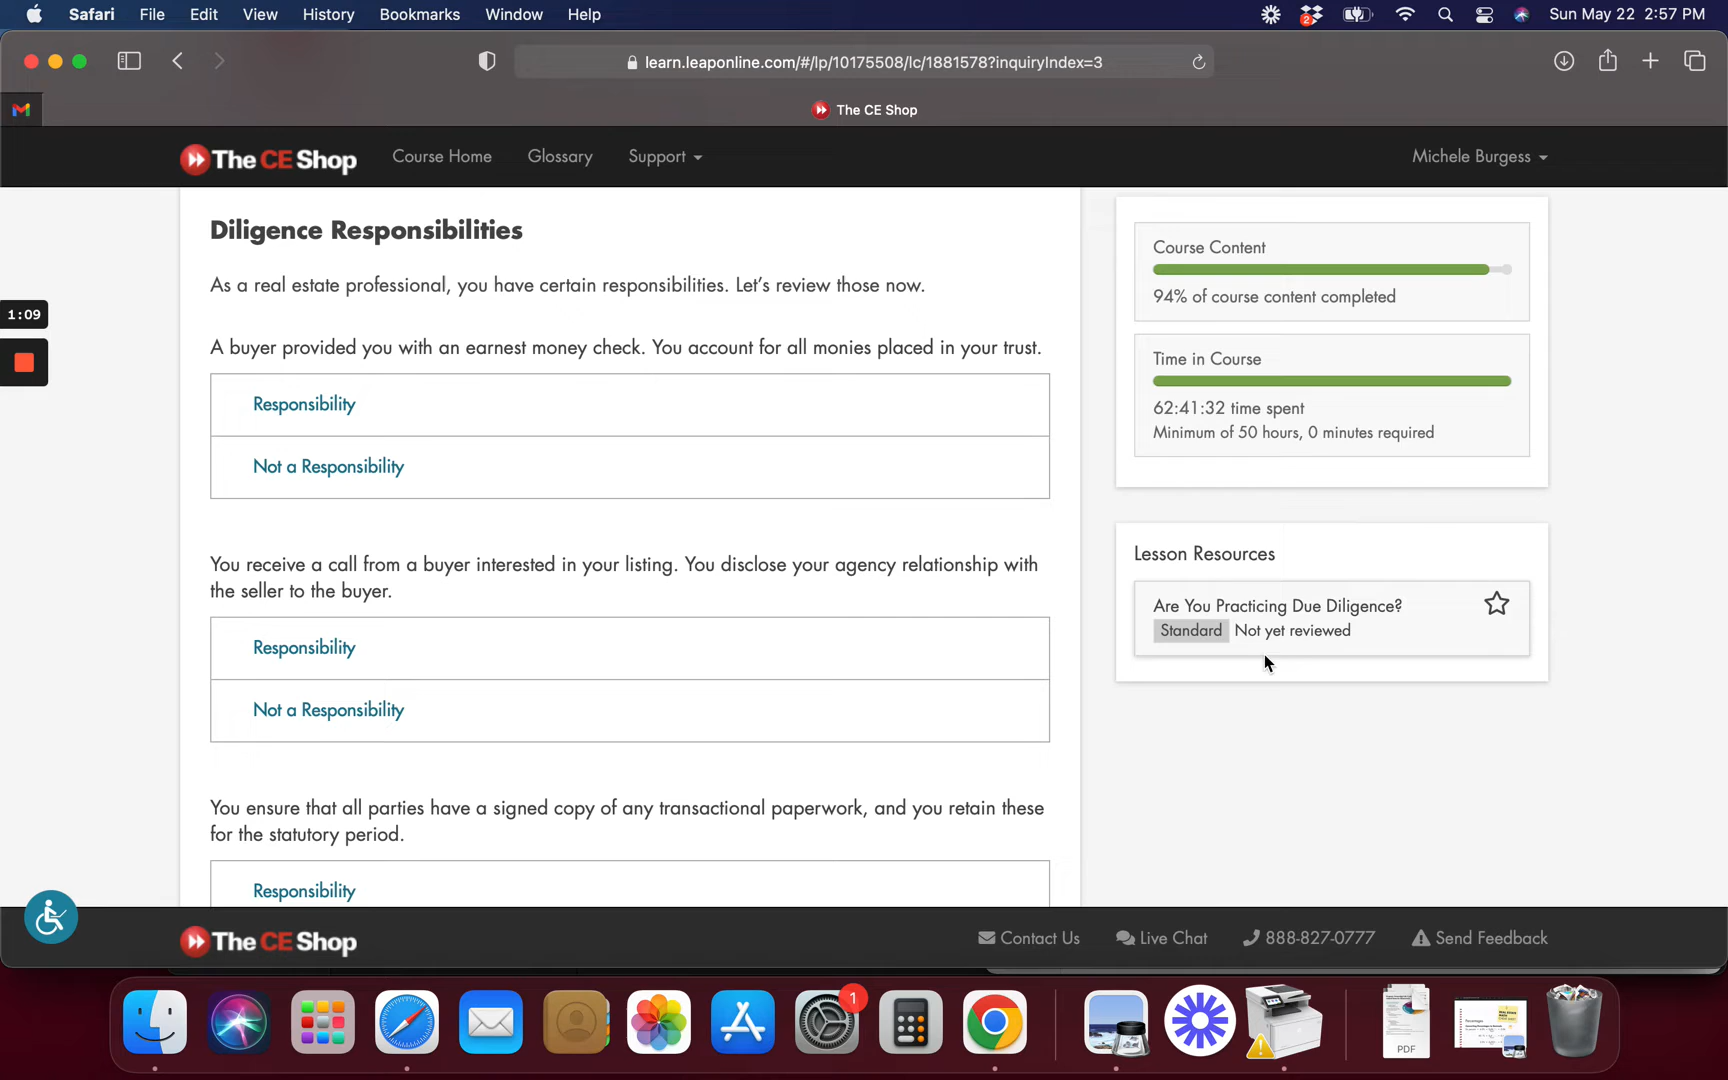 Safari File Edit View History Bookmarks Window Help
2
Sun May 22 2:57 PM
learn.leaponline.com/#/lp/10175508/lc/1881578?inquiryIndex=3
The CE Shop
The CE Shop Course Home Glossary Support Michele Burgess
Diligence Responsibilities
As a real estate professional, you have certain responsibilities. Let's review those now.
A buyer provided you with an earnest money check. You account for all monies placed in your trust.
Responsibility
Not a Responsibility
You receive a call from a buyer interested in your listing. You disclose your agency relationship with
the seller to the buyer.
Responsibility
Not a Responsibility
You ensure that all parties have a signed copy of any transactional paperwork, and you retain these
for the statutory period.
Responsibility
1:09
Course Content
94% of course content completed
Time in Course
62:41:32 time spent
Minimum of 50 hours, 0 minutes required
Lesson Resources
Are You Practicing Due Diligence?
Standard Not yet reviewed
The CE Shop Contact Us Live Chat 888-827-0777 Send Feedback
1
PDF